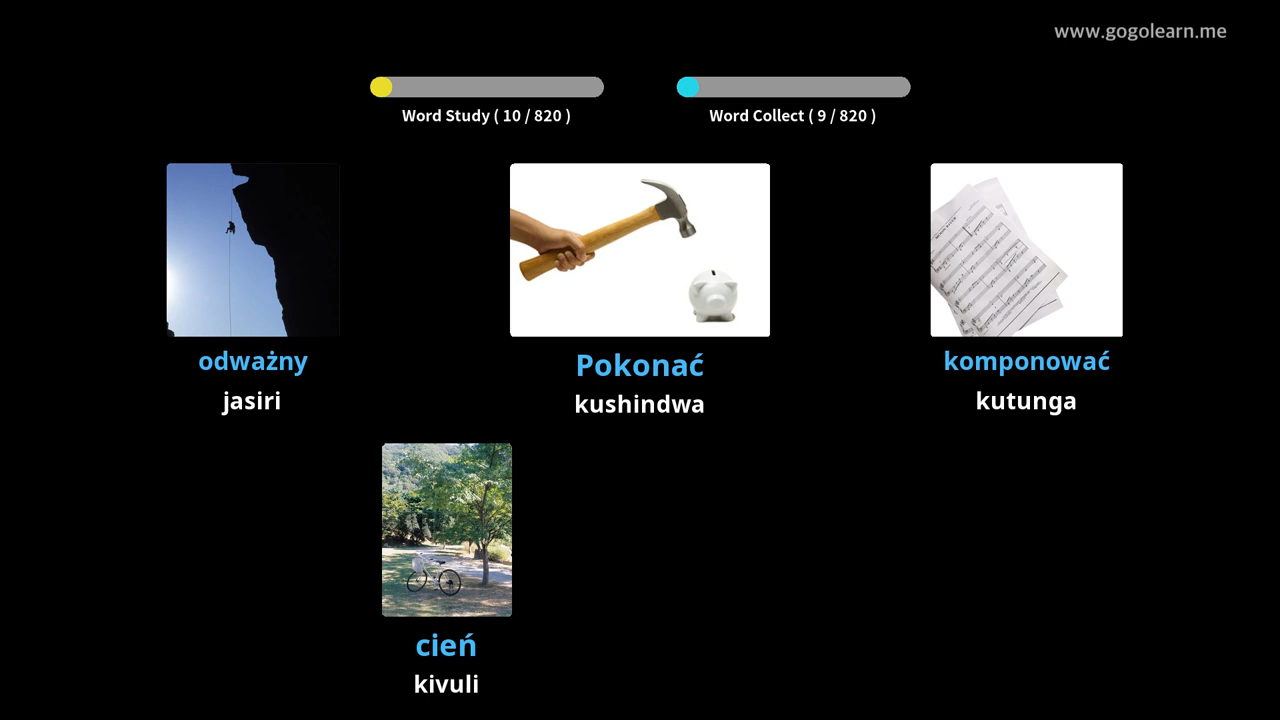 www.gogolearn.me
Word Study ( 10 / 820 )
Word Collect ( 9 / 820 )
odważny
jasiri
Pokonać
kushindwa
komponować
kutunga
cień
kivuli